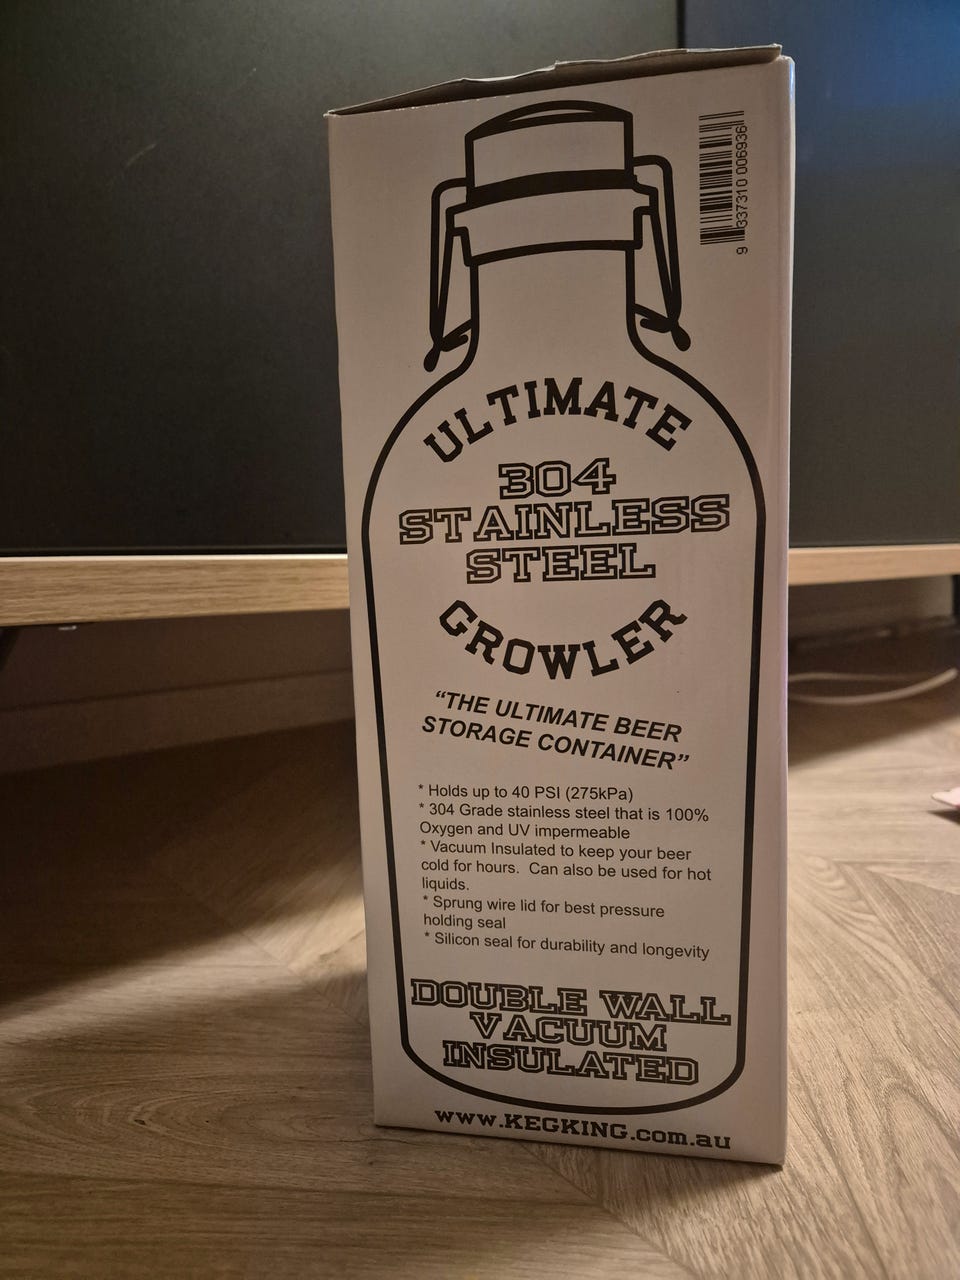 9 337310 006936
ULTIMATE
304
STAINLESS
STEEL
GROWLER
“THE ULTIMATE BEER
STORAGE CONTAINER”
* Holds up to 40 PSI (275kPa)
* 304 Grade stainless steel that is 100%
Oxygen and UV impermeable
* Vacuum Insulated to keep your beer
cold for hours. Can also be used for hot
liquids.
* Sprung wire lid for best pressure
holding seal
* Silicon seal for durability and longevity
DOUBLE WALL
VACUUM
INSULATED
www.KEGKING.com.au